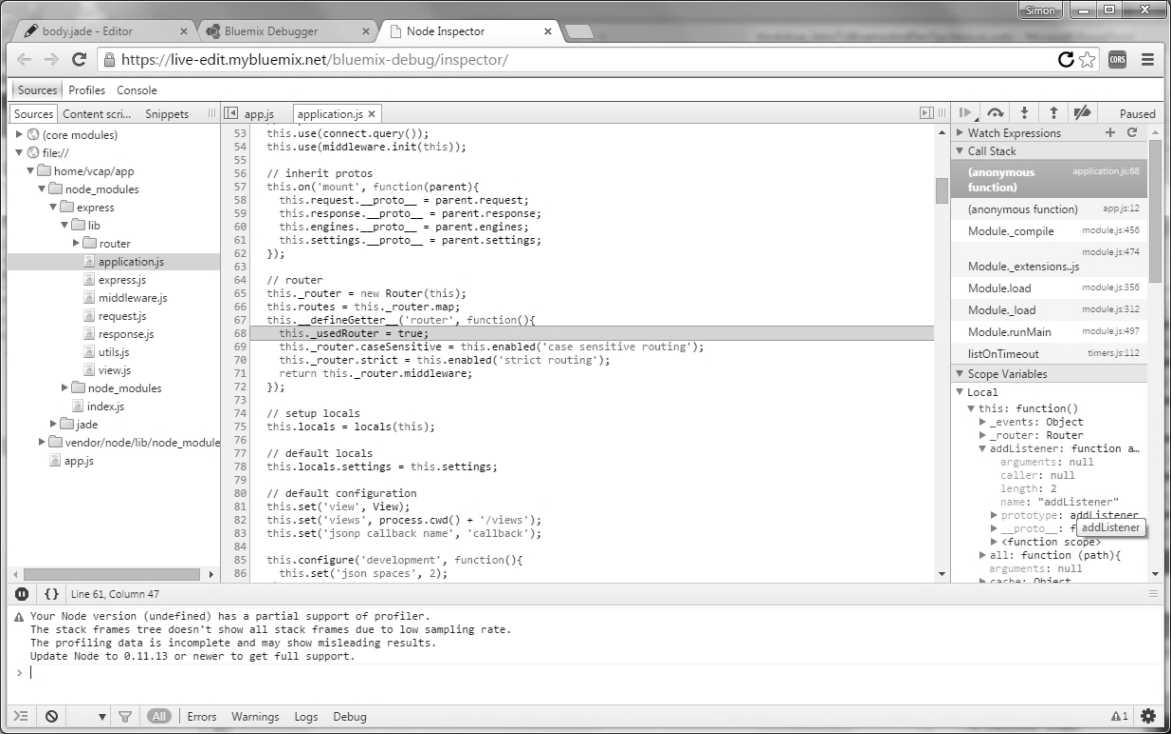 Simon
body.jade - Editor
Bluemix Debugger
Node Inspector
https://live-edit.mybluemix.net/bluemix-debug/inspector/
CORS
Sources Profiles Console
Sources Content scri... Snippets
app.js application.js
Paused
(core modules)
file://
home/vcap/app
node_modules
express
lib
router
application.js
express.js
middleware.js
request.js
response.js
utils.js
view.js
node_modules
index.js
jade
vendor/node/lib/node_module
app.js
53 this.use(connect.query());
54 this.use(middleware.init(this));
55
56 // inherit protos
57 this.on('mount', function(parent){
58 this.request.__proto__ = parent.request;
59 this.response.__proto__ = parent.response;
60 this.engines.__proto__ = parent.engines;
61 this.settings.__proto__ = parent.settings;
62 });
63
64 // router
65 this._router = new Router(this);
66 this.routes = this._router.map;
67 this.__defineGetter__('router', function(){
68 this._usedRouter = true;
69 this._router.caseSensitive = this.enabled('case sensitive routing');
70 this._router.strict = this.enabled('strict routing');
71 return this._router.middleware;
72 });
73
74 // setup locals
75 this.locals = locals(this);
76
77 // default locals
78 this.locals.settings = this.settings;
79
80 // default configuration
81 this.set('view', View);
82 this.set('views', process.cwd() + '/views');
83 this.set('jsonp callback name', 'callback');
84
85 this.configure('development', function(){
86 this.set('json spaces', 2);
Watch Expressions
Call Stack
(anonymous function) application.js:68
(anonymous function) app.js:12
Module._compile module.js:456
module.js:474
Module._extensions..js
Module.load module.js:356
Module._load module.js:312
Module.runMain module.js:497
listOnTimeout timers.js:112
Scope Variables
Local
this: function()
_events: Object
_router: Router
addListener: function a...
arguments: null
caller: null
length: 2
name: "addListener"
prototype: addListener
__proto__: f
addListener
<function scope>
all: function (path){
arguments: null
cache: Object
{} Line 61, Column 47
Your Node version (undefined) has a partial support of profiler.
The stack frames tree doesn't show all stack frames due to low sampling rate.
The profiling data is incomplete and may show misleading results.
Update Node to 0.11.13 or newer to get full support.
>
All Errors Warnings Logs Debug
1